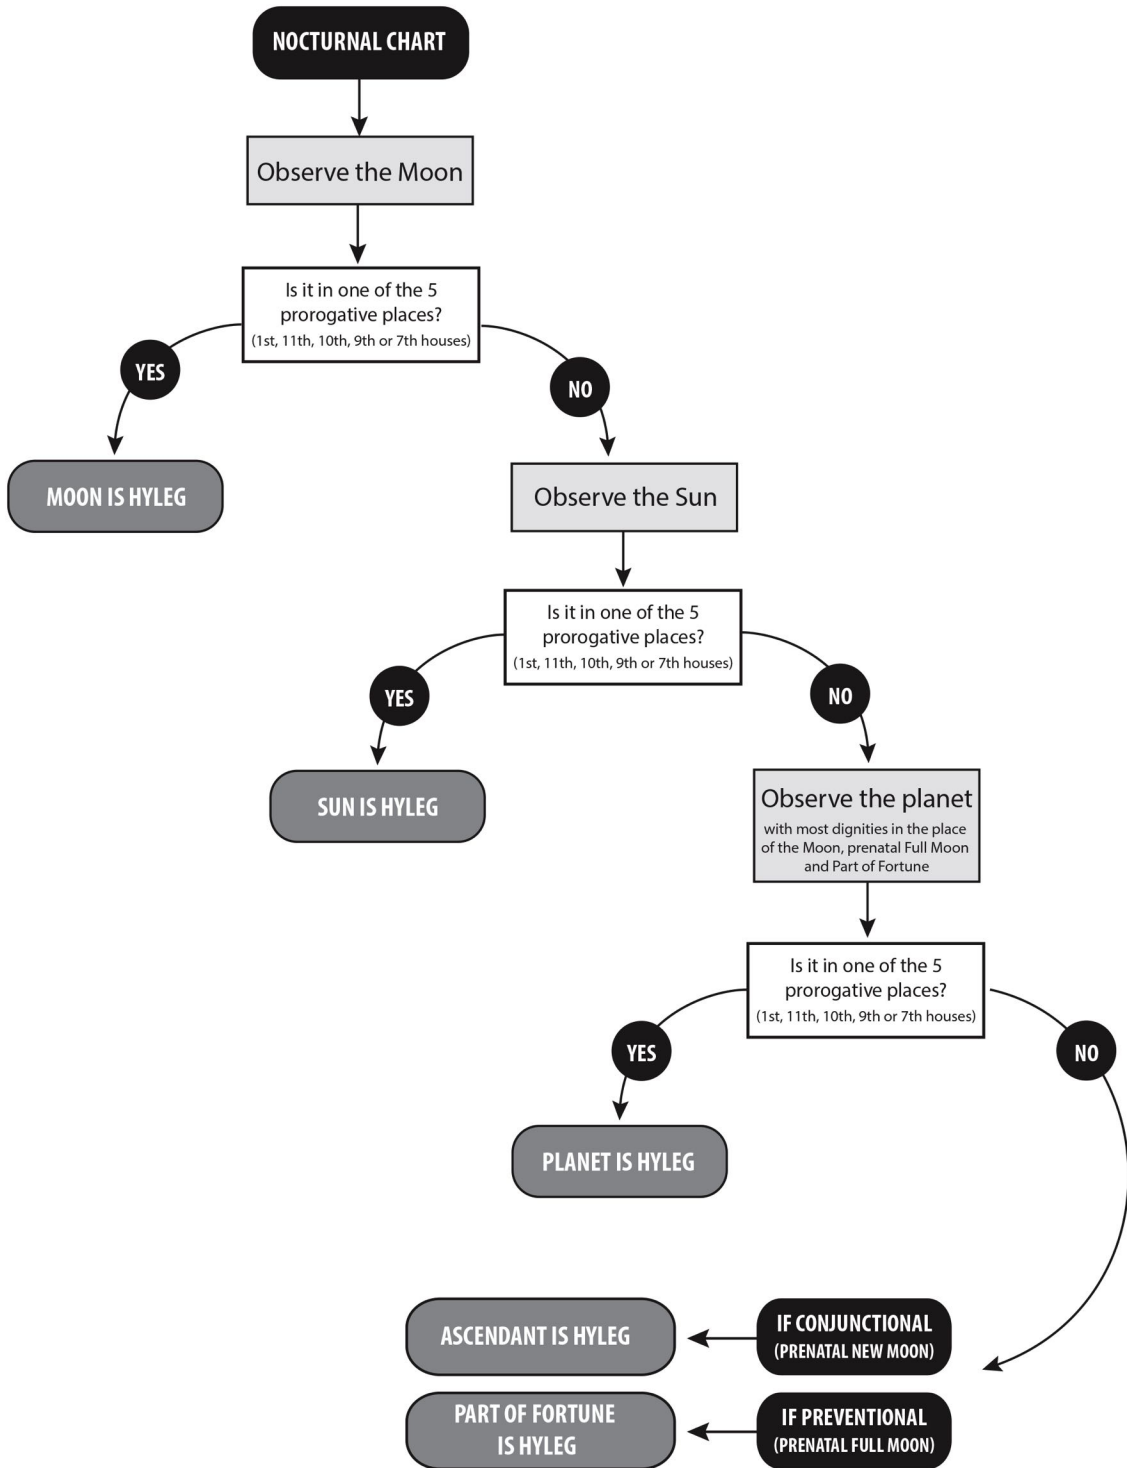 NOCTURNAL CHART
Observe the Moon
Is it in one of the 5
prorogative places?
(1st, 11th, 10th, 9th or 7th houses)
YES
NO
MOON IS HYLEG
Observe the Sun
Is it in one of the 5
prorogative places?
(1st, 11th, 10th, 9th or 7th houses)
YES
NO
SUN IS HYLEG
Observe the planet
with most dignities in the place
of the Moon, prenatal Full Moon
and Part of Fortune
Is it in one of the 5
prorogative places?
(1st, 11th, 10th, 9th or 7th houses)
YES
NO
PLANET IS HYLEG
ASCENDANT IS HYLEG
IF CONJUNCTIONAL
(PRENATAL NEW MOON)
PART OF FORTUNE
IS HYLEG
IF PREVENTIONAL
(PRENATAL FULL MOON)